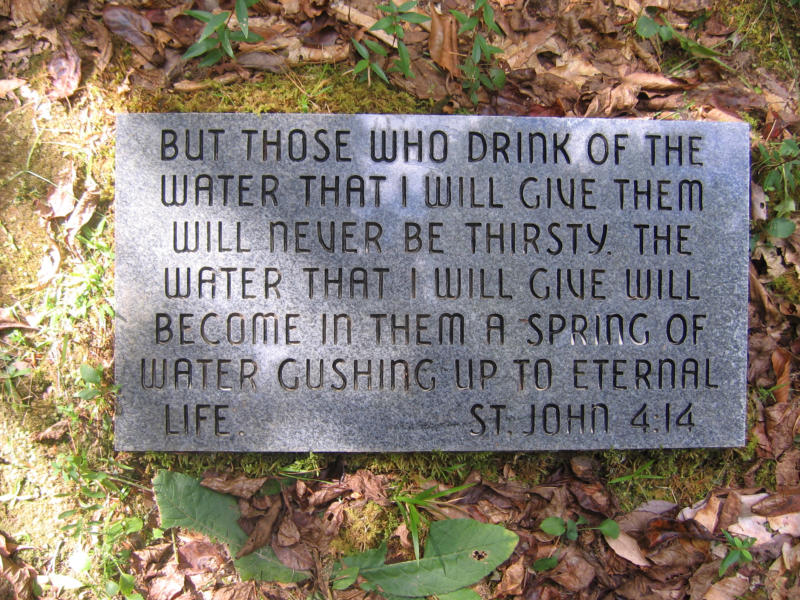 BUT THOSE WHO DRINK OF THE
WATER THAT I WILL GIVE THEM
WILL NEVER BE THIRSTY. THE
WATER THAT I WILL GIVE WILL
BECOME IN THEM A SPRING OF
WATER GUSHING UP TO ETERNAL
LIFE. ST. JOHN 4:14